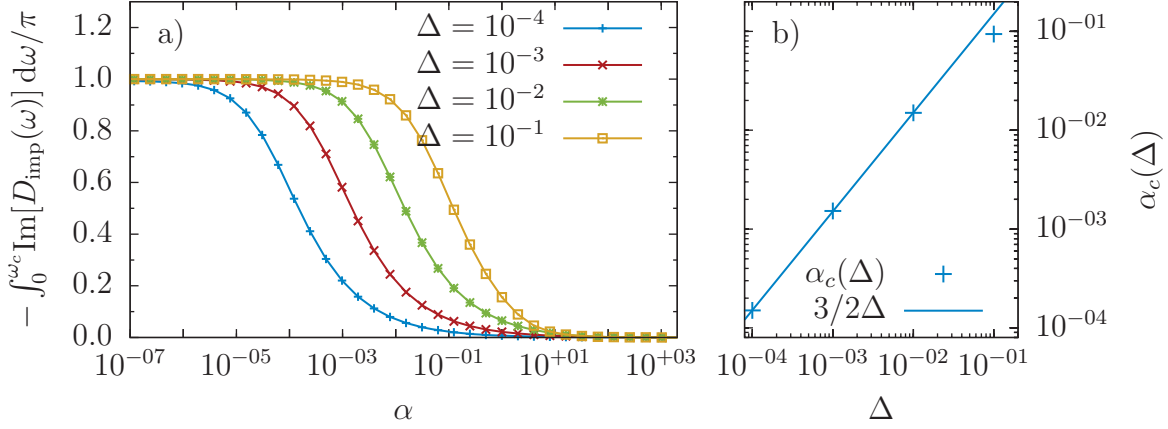 a)
− ∫₀^ωc Im[D_imp(ω)] dω/π
1.2
1.0
0.8
0.6
0.4
0.2
0.0
Δ = 10⁻⁴
Δ = 10⁻³
Δ = 10⁻²
Δ = 10⁻¹
10⁻⁰⁷ 10⁻⁰⁵ 10⁻⁰³ 10⁻⁰¹ 10⁺⁰¹ 10⁺⁰³
α
b)
α_c(Δ)
3/2Δ
10⁻⁰¹
10⁻⁰²
10⁻⁰³
10⁻⁰⁴
α_c(Δ)
10⁻⁰⁴ 10⁻⁰³ 10⁻⁰² 10⁻⁰¹
Δ